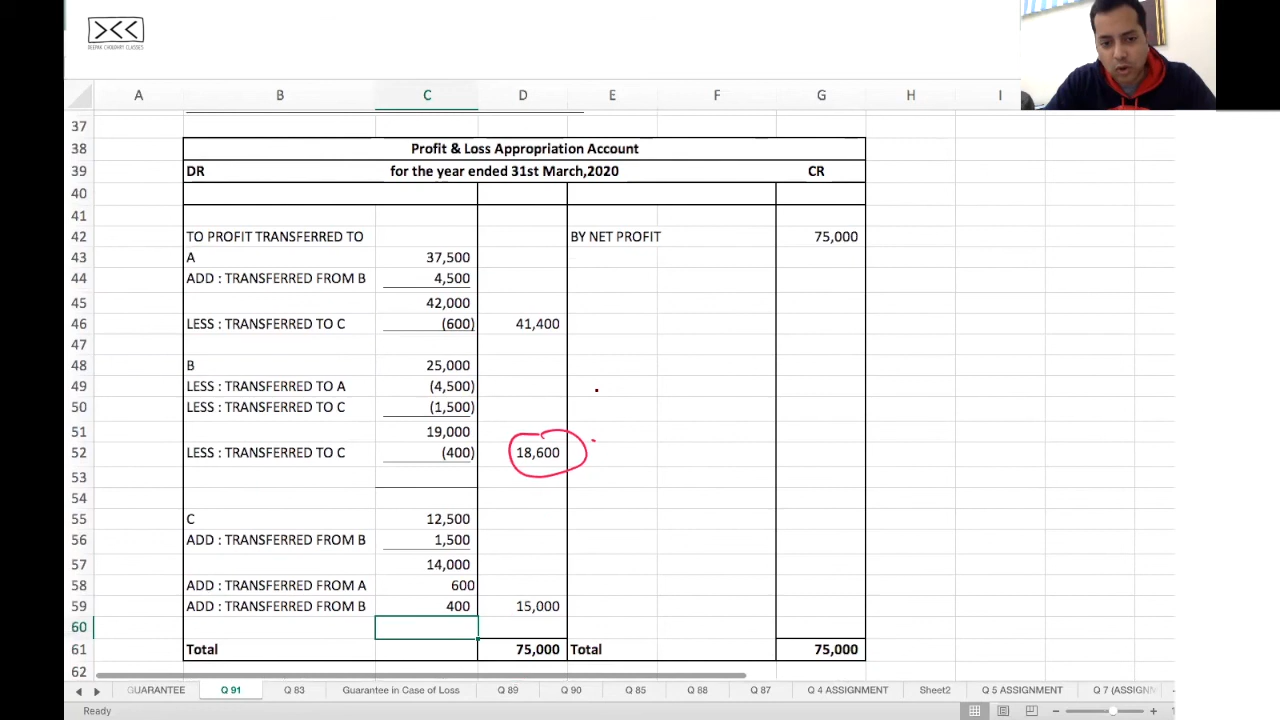 DEEPAK CHOUDHARY CLASSES
A B C D E F G H I
37
38 Profit & Loss Appropriation Account
39 DR for the year ended 31st March,2020 CR
40
41
42 TO PROFIT TRANSFERRED TO BY NET PROFIT 75,000
43 A 37,500
44 ADD : TRANSFERRED FROM B 4,500
45 42,000
46 LESS : TRANSFERRED TO C (600) 41,400
47
48 B 25,000
49 LESS : TRANSFERRED TO A (4,500)
50 LESS : TRANSFERRED TO C (1,500)
51 19,000
52 LESS : TRANSFERRED TO C (400) 18,600
53
54
55 C 12,500
56 ADD : TRANSFERRED FROM B 1,500
57 14,000
58 ADD : TRANSFERRED FROM A 600
59 ADD : TRANSFERRED FROM B 400 15,000
60
61 Total 75,000 Total 75,000
62
GUARANTEE Q 91 Q 83 Guarantee in Case of Loss Q 89 Q 90 Q 85 Q 88 Q 87 Q 4 ASSIGNMENT Sheet2 Q 5 ASSIGNMENT Q 7 (ASSIGN
Ready